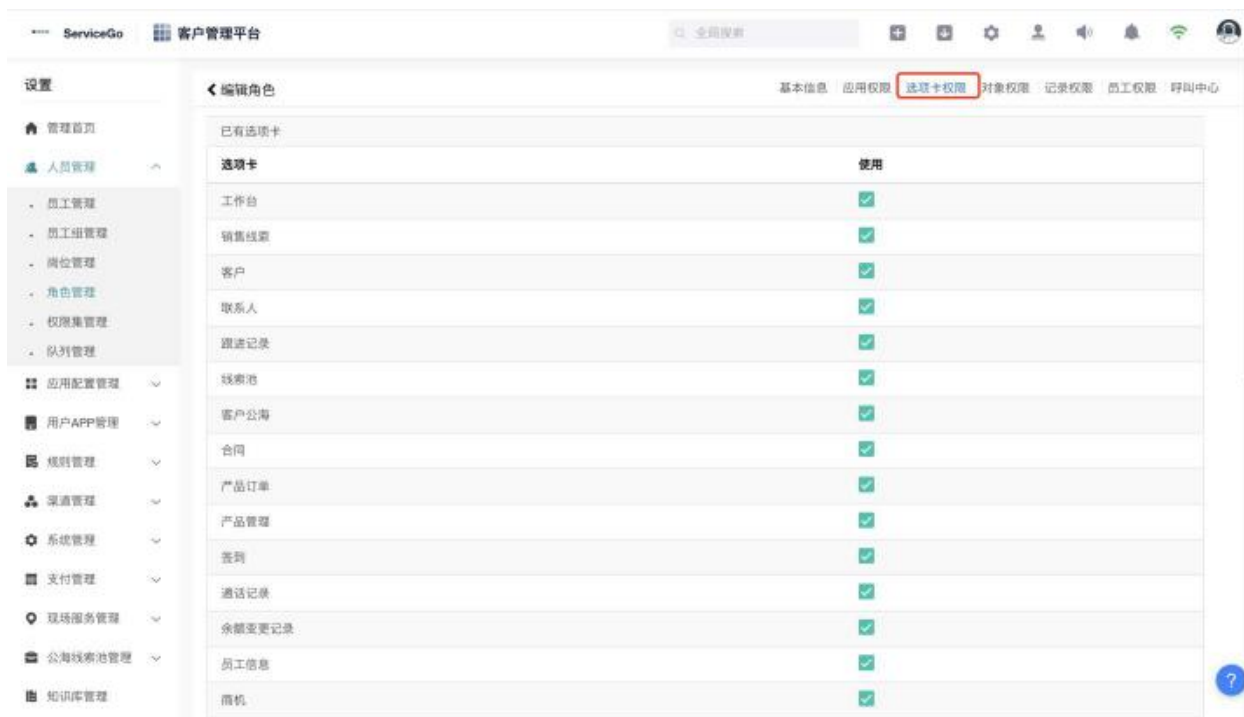 ServiceGo 客户管理平台 全局搜索
设置
编辑角色 基本信息 应用权限 选项卡权限 对象权限 记录权限 员工权限 呼叫中心
管理首页
人员管理
员工管理
员工组管理
岗位管理
角色管理
权限集管理
队列管理
应用配置管理
用户APP管理
规则管理
渠道管理
系统管理
支付管理
现场服务管理
公海线索池管理
知识库管理
已有选项卡
选项卡 使用
工作台
销售线索
客户
联系人
跟进记录
线索池
客户公海
合同
产品订单
产品管理
签到
通话记录
余额变更记录
员工信息
商机
?